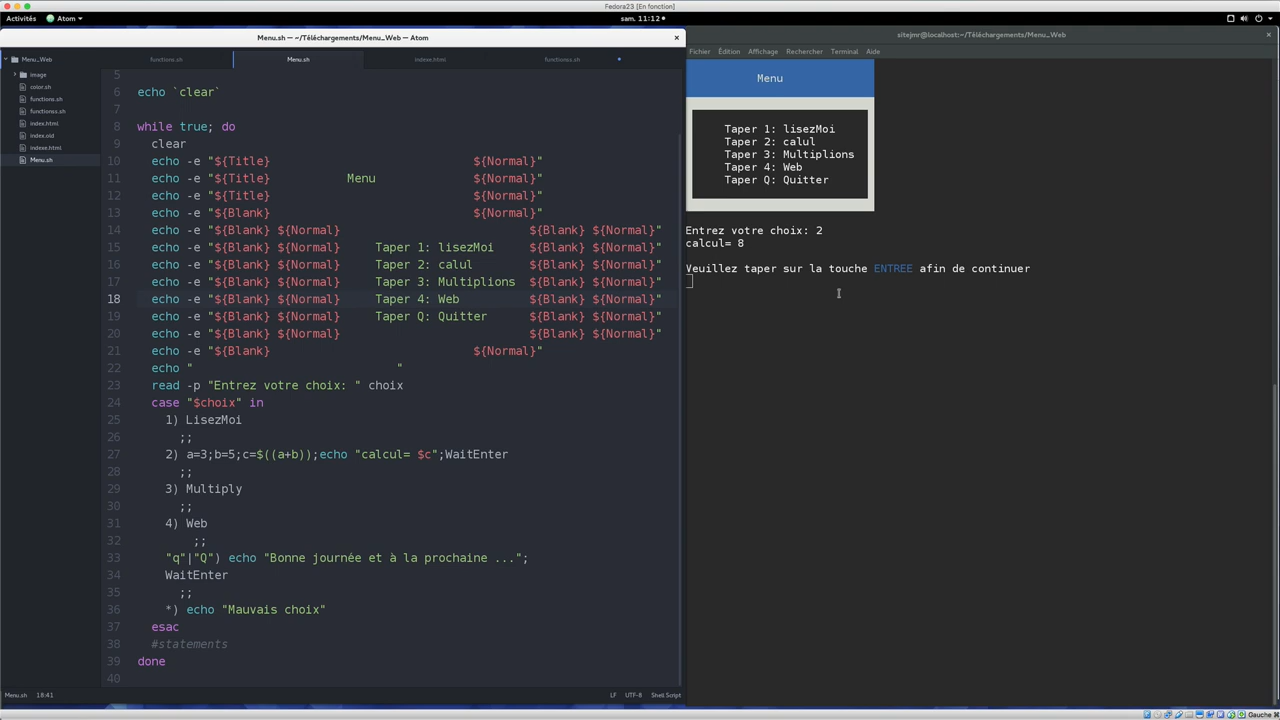 Fedora23 [En fonction]
Activités Atom sam. 11:12
Menu.sh — ~/Téléchargements/Menu_Web — Atom
sitejmr@localhost:~/Téléchargements/Menu_Web
Menu_Web
image
color.sh
functions.sh
functionss.sh
index.html
index.old
indexe.html
Menu.sh
functions.sh Menu.sh indexe.html functionss.sh
5
6 echo `clear`
7
8 while true; do
9 clear
10 echo -e "${Title} ${Normal}"
11 echo -e "${Title} Menu ${Normal}"
12 echo -e "${Title} ${Normal}"
13 echo -e "${Blank} ${Normal}"
14 echo -e "${Blank} ${Normal} ${Blank} ${Normal}"
15 echo -e "${Blank} ${Normal} Taper 1: lisezMoi ${Blank} ${Normal}"
16 echo -e "${Blank} ${Normal} Taper 2: calul ${Blank} ${Normal}"
17 echo -e "${Blank} ${Normal} Taper 3: Multiplions ${Blank} ${Normal}"
18 echo -e "${Blank} ${Normal} Taper 4: Web ${Blank} ${Normal}"
19 echo -e "${Blank} ${Normal} Taper Q: Quitter ${Blank} ${Normal}"
20 echo -e "${Blank} ${Normal} ${Blank} ${Normal}"
21 echo -e "${Blank} ${Normal}"
22 echo " "
23 read -p "Entrez votre choix: " choix
24 case "$choix" in
25 1) LisezMoi
26 ;;
27 2) a=3;b=5;c=$((a+b));echo "calcul= $c";WaitEnter
28 ;;
29 3) Multiply
30 ;;
31 4) Web
32 ;;
33 "q"|"Q") echo "Bonne journée et à la prochaine ...";
34 WaitEnter
35 ;;
36 *) echo "Mauvais choix"
37 esac
38 #statements
39 done
40
Menu.sh 18:41 LF UTF-8 Shell Script
Fichier Édition Affichage Rechercher Terminal Aide
Menu
Taper 1: lisezMoi
Taper 2: calul
Taper 3: Multiplions
Taper 4: Web
Taper Q: Quitter
Entrez votre choix: 2
calcul= 8
Veuillez taper sur la touche ENTREE afin de continuer
Gauche ⌘